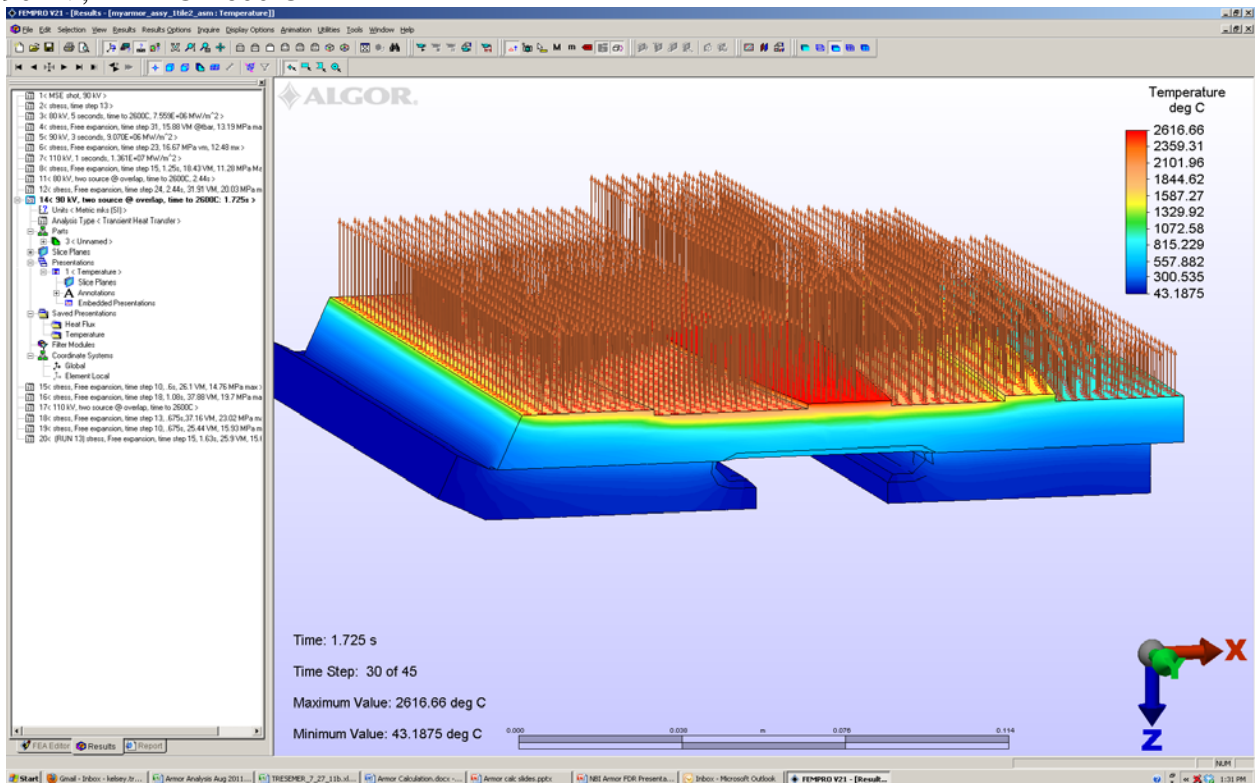 FEMPRO V21 - [Results - [myarmor_assy_1tile2_asm : Temperature]]
File Edit Selection View Results Results Options Inquire Display Options Animation Utilities Tools Window Help
1< MSE shot, 90 kV >
2< stress, time step 13 >
3< 80 kV, 5 seconds, time to 2600C, 7.559E+06 MW/m^2 >
4< stress, Free expansion, time step 31, 15.88 VM @tbar, 13.19 MPa ma
5< 90 kV, 3 seconds, 9.070E+06 MW/m^2 >
6< stress, Free expansion, time step 23, 16.67 MPa vm, 12.48 mx >
7< 110 kV, 1 seconds, 1.361E+07 MW/m^2 >
8< stress, Free expansion, time step 15, 1.25s, 18.43 VM, 11.28 MPa Ma
11< 80 kV, two source @ overlap, time to 2600C, 2.44s >
12< stress, Free expansion, time step 24, 2.44s, 31.91 VM, 20.03 MPa m
14< 90 kV, two source @ overlap, time to 2600C: 1.725s >
Units < Metric mks (SI) >
Analysis Type < Transient Heat Transfer >
Parts
3 < Unnamed >
Slice Planes
Presentations
1 < Temperature >
Slice Planes
Annotations
Embedded Presentations
Saved Presentations
Heat Flux
Temperature
Filter Modules
Coordinate Systems
Global
Element Local
15< stress, Free expansion, time step 10, .6s, 26.1 VM, 14.76 MPa max >
16< stress, Free expansion, time step 18, 1.08s, 37.88 VM, 19.7 MPa ma
17< 110 kV, two source @ overlap, time to 2600C >
18< stress, Free expansion, time step 13, .675s,37.16 VM, 23.02 MPa m
19< stress, Free expansion, time step 10, .675s, 25.44 VM, 15.93 MPa m
20< (RUN 13) stress, Free expansion, time step 15, 1.63s, 25.9 VM, 15.1
FEA Editor Results Report
ALGOR.
Temperature
deg C
2616.66
2359.31
2101.96
1844.62
1587.27
1329.92
1072.58
815.229
557.882
300.535
43.1875
Time: 1.725 s
Time Step: 30 of 45
Maximum Value: 2616.66 deg C
Minimum Value: 43.1875 deg C
0.000 0.038 m 0.076 0.114
X
Y
Z
NUM
Start Gmail - Inbox - kelsey.tr... Armor Analysis Aug 2011... TRESEMER_7_27_11b.xl... Armor Calculation.docx -... Armor calc slides.pptx NBI Armor FDR Presenta... Inbox - Microsoft Outlook FEMPRO V21 - [Result... 1:31 PM